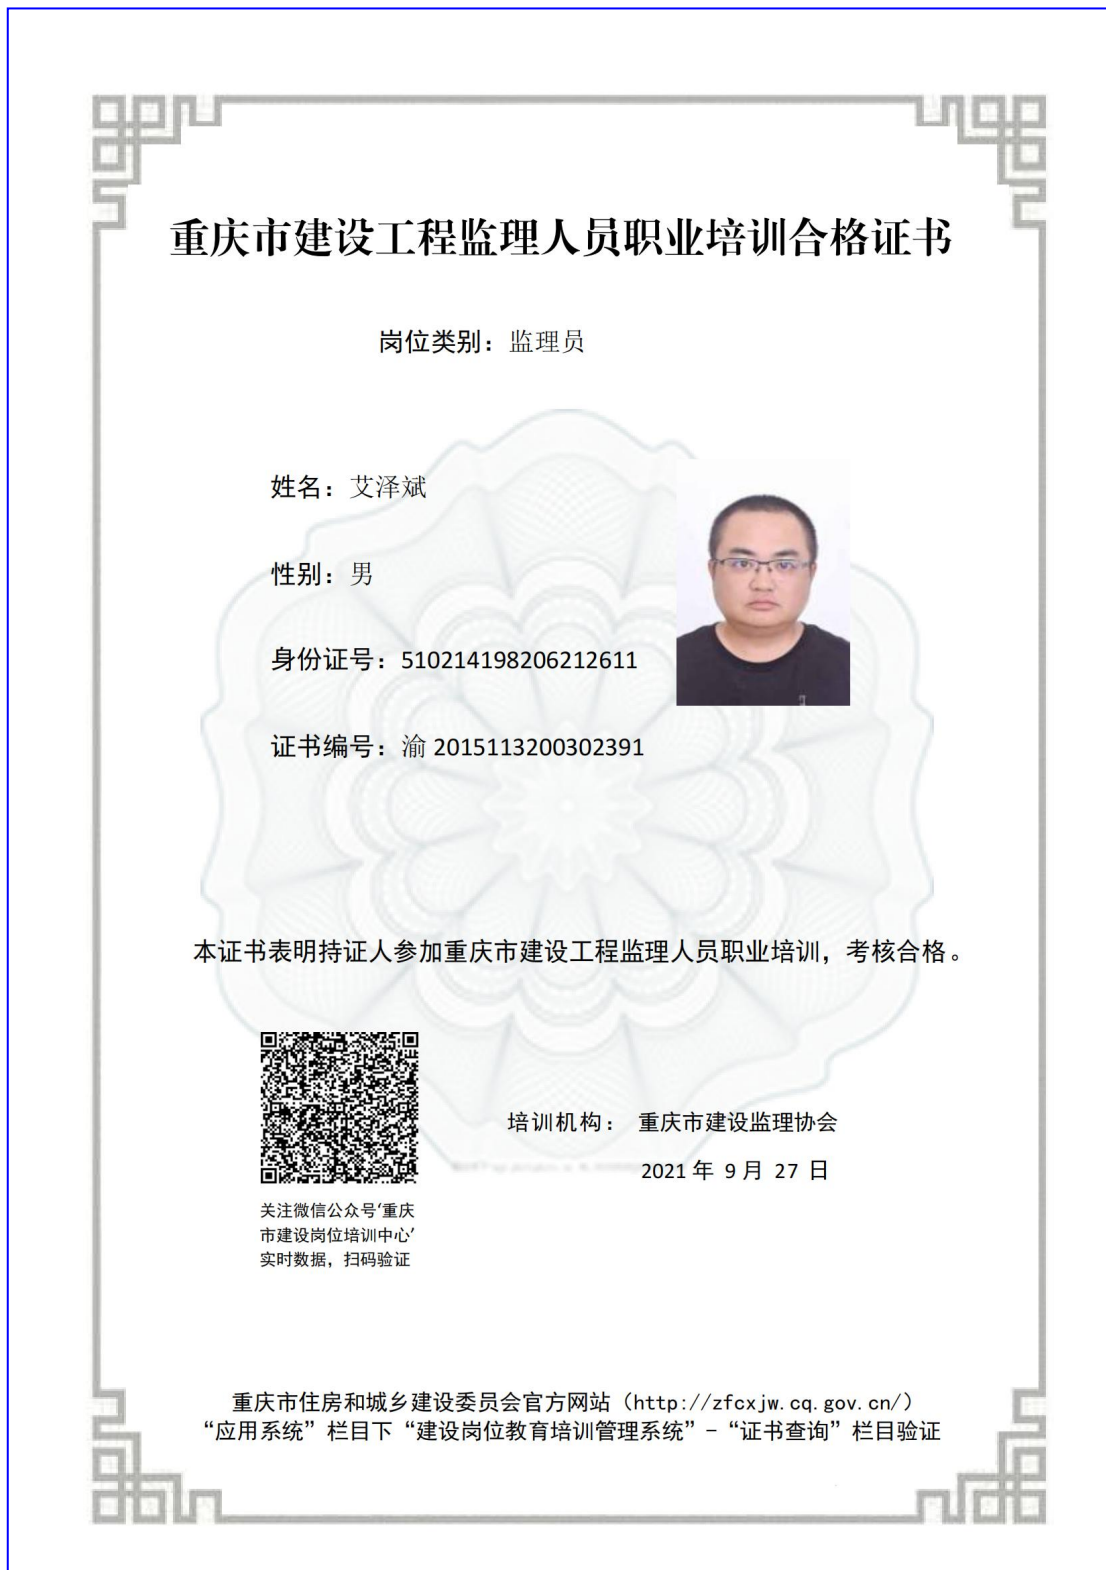 重庆市建设工程监理人员职业培训合格证书
岗位类别：监理员
姓名：艾泽斌
性别：男
身份证号：510214198206212611
证书编号：渝 2015113200302391
本证书表明持证人参加重庆市建设工程监理人员职业培训，考核合格。
培训机构： 重庆市建设监理协会
2021 年 9 月 27 日
关注微信公众号‘重庆
市建设岗位培训中心’
实时数据，扫码验证
重庆市住房和城乡建设委员会官方网站（http://zfcxjw.cq.gov.cn/）
“应用系统”栏目下“建设岗位教育培训管理系统”-“证书查询”栏目验证